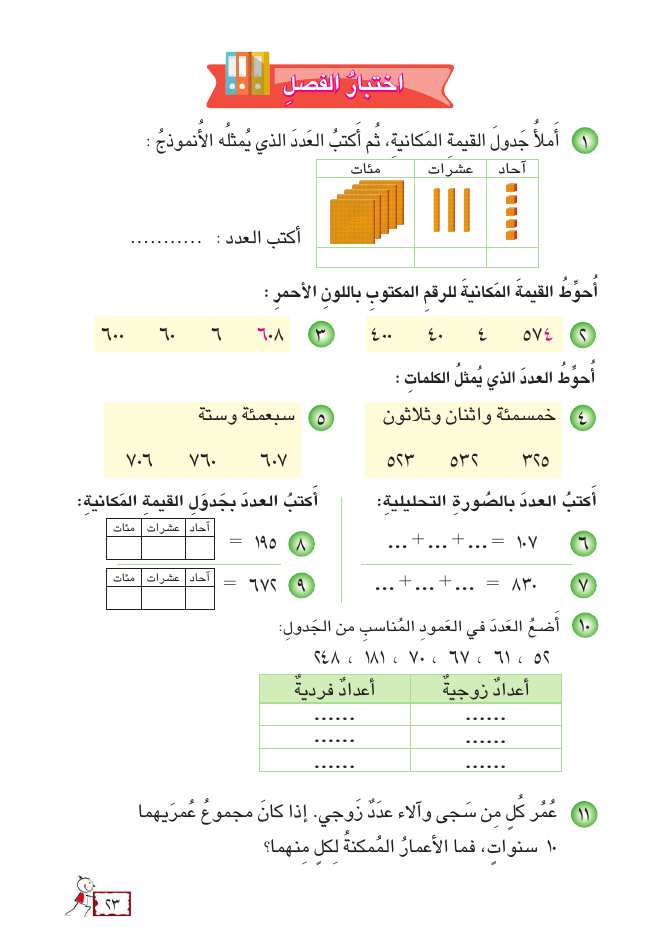 اختبارُ الفصلِ
١ أَملأُ جَدولَ القيمةِ المَكانيةِ، ثُم أَكتبُ العَددَ الذي يُمثلُه الأُنموذجُ :
آحاد عشرات مئات
أكتب العدد : ...........
أُحوِّطُ القيمةَ المَكانيةَ للرقمِ المكتوبِ باللونِ الأحمرِ :
٢ ٥٧٤ ٤ ٤٠ ٤٠٠
٣ ٦٠٨ ٦ ٦٠ ٦٠٠
أُحوِّطُ العددَ الذي يُمثلُ الكلماتِ :
٤ خمسمئة واثنان وثلاثون
٣٢٥ ٥٣٢ ٥٢٣
٥ سبعمئة وستة
٦٠٧ ٧٦٠ ٧٠٦
أَكتبُ العَددَ بالصُورةِ التحليليةِ:
٦ ١٠٧ = ... + ... + ...
٧ ٨٣٠ = ... + ... + ...
أَكتبُ العددَ بجَدوَلِ القيمةِ المَكانيةِ:
٨ ١٩٥ =
آحاد عشرات مئات
٩ ٦٧٢ =
آحاد عشرات مئات
١٠ أَضعُ العَددَ في العَمودِ المُناسبِ من الجَدولِ:
٥٢ ، ٦١ ، ٦٧ ، ٧٠ ، ١٨١ ، ٢٤٨
أعدادٌ زوجيةٌ أعدادٌ فرديةٌ
...... ......
...... ......
...... ......
١١ عُمُر كُلٍ مِن سَجى وآلاء عدَدٌ زَوجي. إذا كانَ مجموعُ عُمرَيهما
١٠ سنواتٍ، فما الأعمارُ المُمكنةُ لِكلٍ مِنهما؟
٢٣